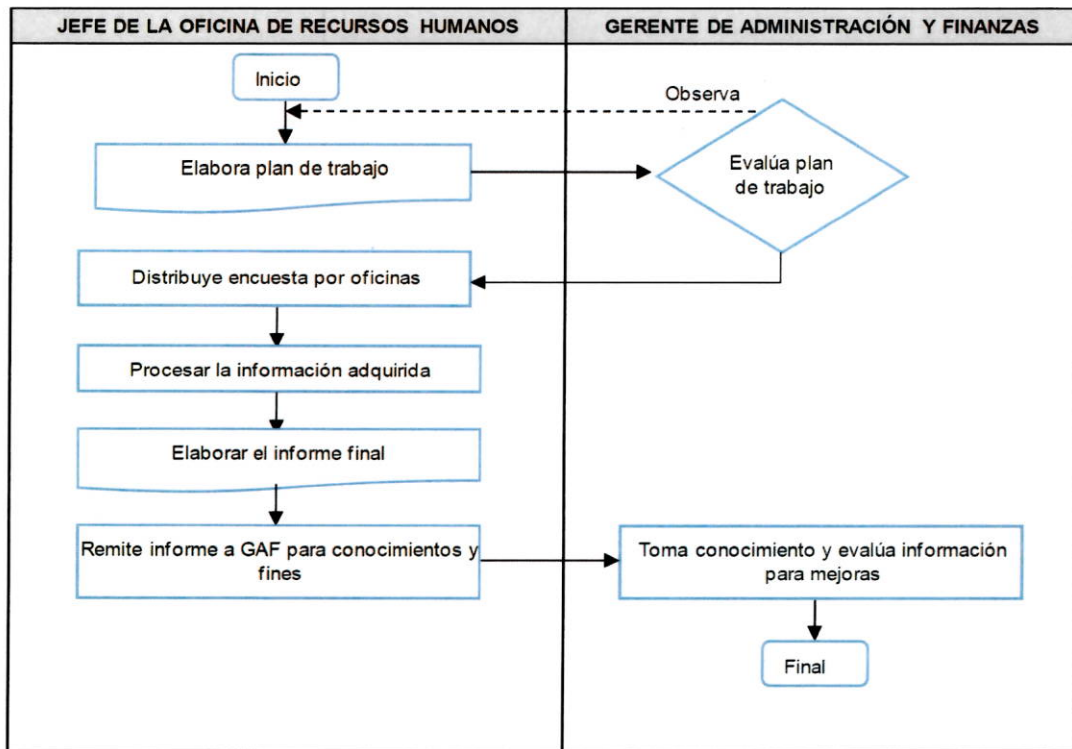 JEFE DE LA OFICINA DE RECURSOS HUMANOS
GERENTE DE ADMINISTRACIÓN Y FINANZAS
Inicio
Observa
Elabora plan de trabajo
Evalúa plan
de trabajo
Distribuye encuesta por oficinas
Procesar la información adquirida
Elaborar el informe final
Remite informe a GAF para conocimientos y
fines
Toma conocimiento y evalúa información
para mejoras
Final